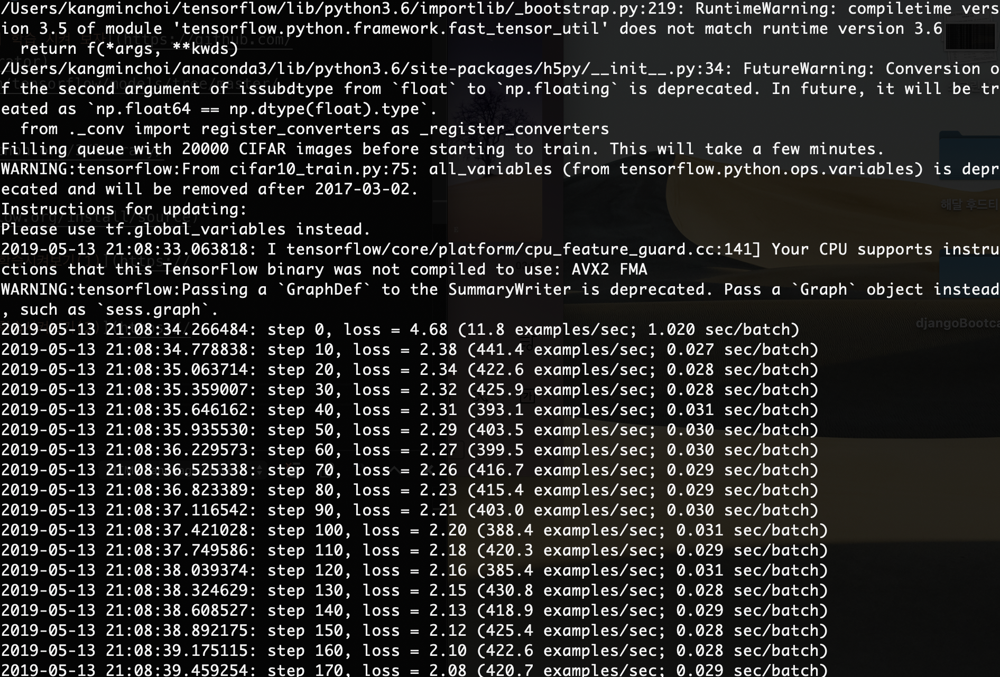 /Users/kangminchoi/tensorflow/lib/python3.6/importlib/_bootstrap.py:219: RuntimeWarning: compiletime vers
ion 3.5 of module 'tensorflow.python.framework.fast_tensor_util' does not match runtime version 3.6
  return f(*args, **kwds)
/Users/kangminchoi/anaconda3/lib/python3.6/site-packages/h5py/__init__.py:34: FutureWarning: Conversion o
f the second argument of issubdtype from `float` to `np.floating` is deprecated. In future, it will be tr
eated as `np.float64 == np.dtype(float).type`.
  from ._conv import register_converters as _register_converters
Filling queue with 20000 CIFAR images before starting to train. This will take a few minutes.
WARNING:tensorflow:From cifar10_train.py:75: all_variables (from tensorflow.python.ops.variables) is depr
ecated and will be removed after 2017-03-02.
Instructions for updating:
Please use tf.global_variables instead.
2019-05-13 21:08:33.063818: I tensorflow/core/platform/cpu_feature_guard.cc:141] Your CPU supports instru
ctions that this TensorFlow binary was not compiled to use: AVX2 FMA
WARNING:tensorflow:Passing a `GraphDef` to the SummaryWriter is deprecated. Pass a `Graph` object instead
, such as `sess.graph`.
2019-05-13 21:08:34.266484: step 0, loss = 4.68 (11.8 examples/sec; 1.020 sec/batch)
2019-05-13 21:08:34.778838: step 10, loss = 2.38 (441.4 examples/sec; 0.027 sec/batch)
2019-05-13 21:08:35.063714: step 20, loss = 2.34 (422.6 examples/sec; 0.028 sec/batch)
2019-05-13 21:08:35.359007: step 30, loss = 2.32 (425.9 examples/sec; 0.028 sec/batch)
2019-05-13 21:08:35.646162: step 40, loss = 2.31 (393.1 examples/sec; 0.031 sec/batch)
2019-05-13 21:08:35.935530: step 50, loss = 2.29 (403.5 examples/sec; 0.030 sec/batch)
2019-05-13 21:08:36.229573: step 60, loss = 2.27 (399.5 examples/sec; 0.030 sec/batch)
2019-05-13 21:08:36.525338: step 70, loss = 2.26 (416.7 examples/sec; 0.029 sec/batch)
2019-05-13 21:08:36.823389: step 80, loss = 2.23 (415.4 examples/sec; 0.029 sec/batch)
2019-05-13 21:08:37.116542: step 90, loss = 2.21 (403.0 examples/sec; 0.030 sec/batch)
2019-05-13 21:08:37.421028: step 100, loss = 2.20 (388.4 examples/sec; 0.031 sec/batch)
2019-05-13 21:08:37.749586: step 110, loss = 2.18 (420.3 examples/sec; 0.029 sec/batch)
2019-05-13 21:08:38.039374: step 120, loss = 2.16 (385.4 examples/sec; 0.031 sec/batch)
2019-05-13 21:08:38.324629: step 130, loss = 2.15 (430.8 examples/sec; 0.028 sec/batch)
2019-05-13 21:08:38.608527: step 140, loss = 2.13 (418.9 examples/sec; 0.029 sec/batch)
2019-05-13 21:08:38.892175: step 150, loss = 2.12 (425.4 examples/sec; 0.028 sec/batch)
2019-05-13 21:08:39.175115: step 160, loss = 2.10 (422.6 examples/sec; 0.028 sec/batch)
2019-05-13 21:08:39.459254: step 170, loss = 2.08 (420.7 examples/sec; 0.029 sec/batch)
해달 후드티
djangoBootca